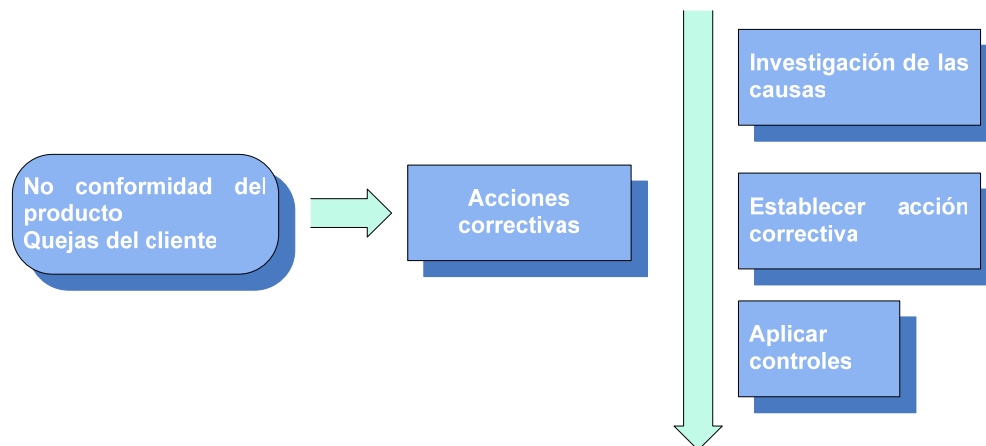 No conformidad del
producto
Quejas del cliente
Acciones
correctivas
Investigación de las
causas
Establecer acción
correctiva
Aplicar
controles